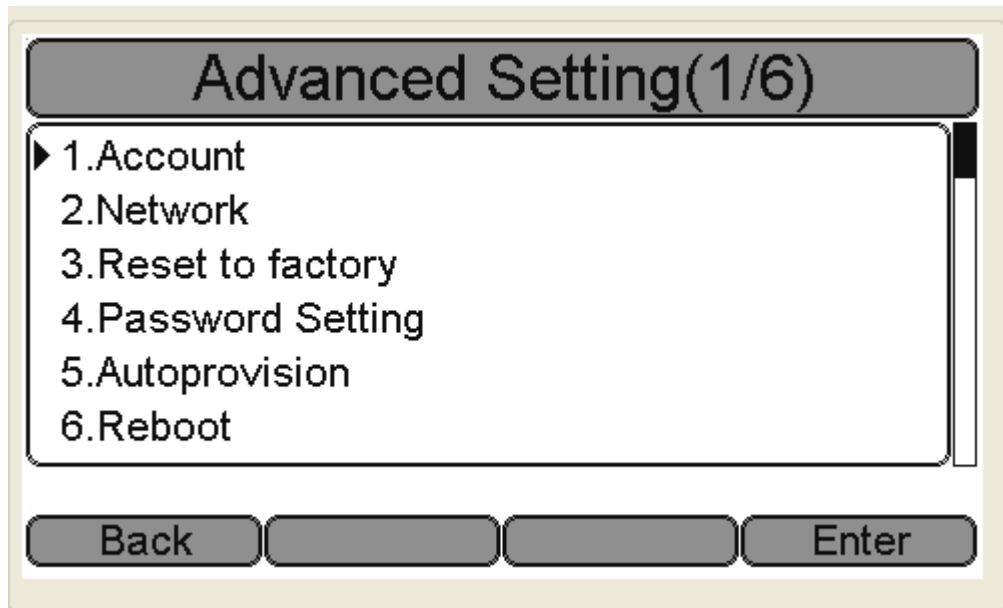 Advanced Setting(1/6)
1.Account
2.Network
3.Reset to factory
4.Password Setting
5.Autoprovision
6.Reboot
Back Enter